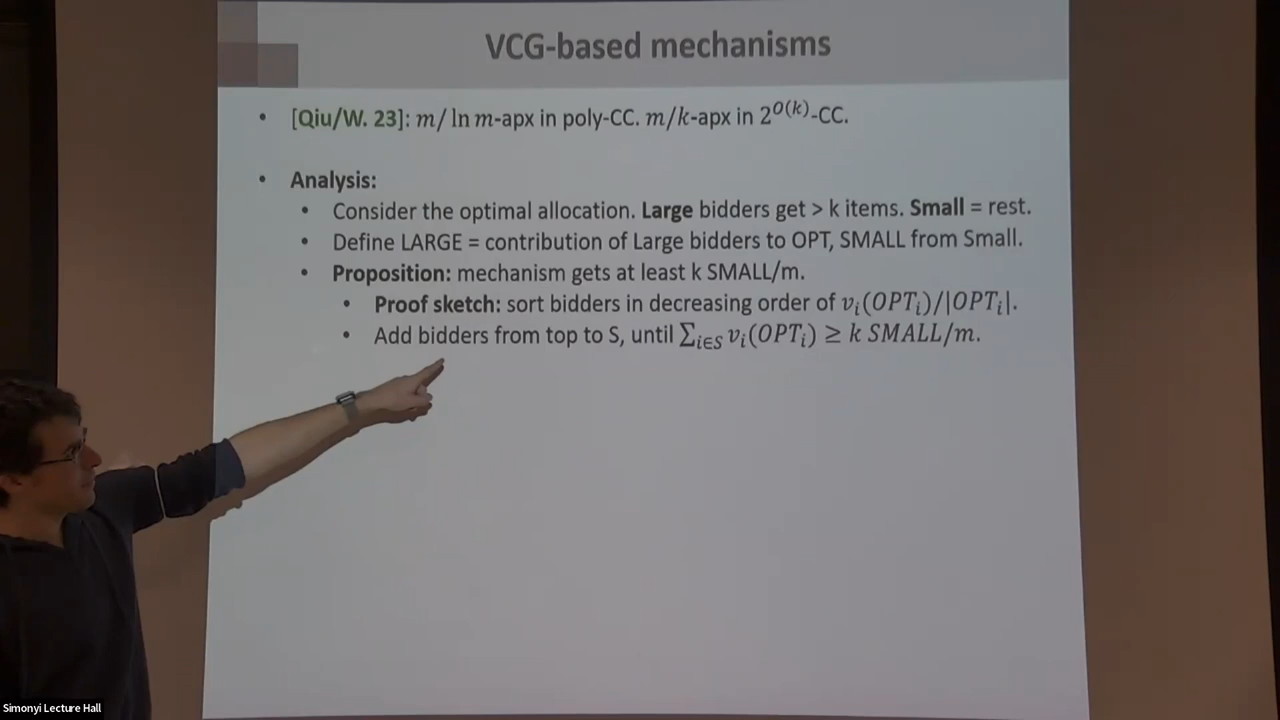 VCG-based mechanisms
• [Qiu/W. 23]: m/ ln m-apx in poly-CC. m/k-apx in 2^{O(k)}-CC.
• Analysis:
• Consider the optimal allocation. Large bidders get > k items. Small = rest.
• Define LARGE = contribution of Large bidders to OPT, SMALL from Small.
• Proposition: mechanism gets at least k SMALL/m.
• Proof sketch: sort bidders in decreasing order of v_i(OPT_i)/|OPT_i|.
• Add bidders from top to S, until ∑_{i∈S} v_i(OPT_i) ≥ k SMALL/m.
Simonyi Lecture Hall